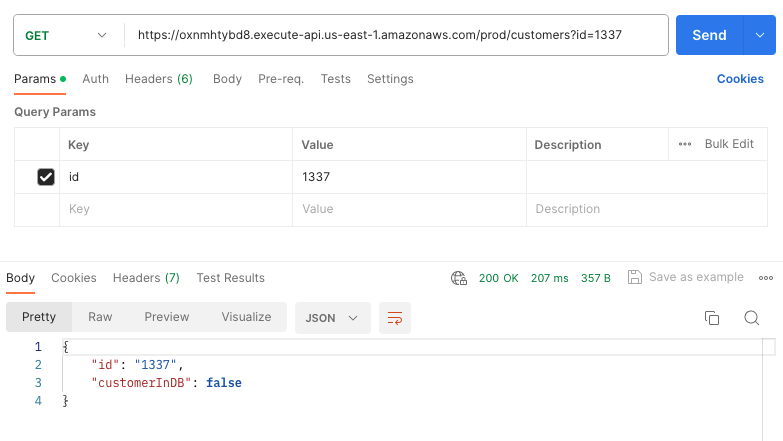 GET https://oxnmhtybd8.execute-api.us-east-1.amazonaws.com/prod/customers?id=1337 Send
Params Auth Headers (6) Body Pre-req. Tests Settings Cookies
Query Params
Key Value Description ••• Bulk Edit
id 1337
Key Value Description
Body Cookies Headers (7) Test Results 200 OK 207 ms 357 B Save as example
Pretty Raw Preview Visualize JSON
1 {
2 "id": "1337",
3 "customerInDB": false
4 }